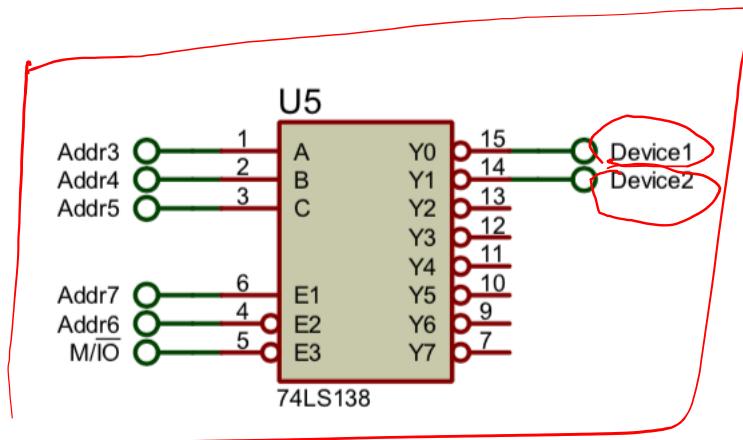 U5
Addr3 1 A Y0 15 Device1
Addr4 2 B Y1 14 Device2
Addr5 3 C Y2 13
Y3 12
Y4 11
Addr7 6 E1 Y5 10
Addr6 4 E2 Y6 9
M/I̅O̅ 5 E3 Y7 7
74LS138